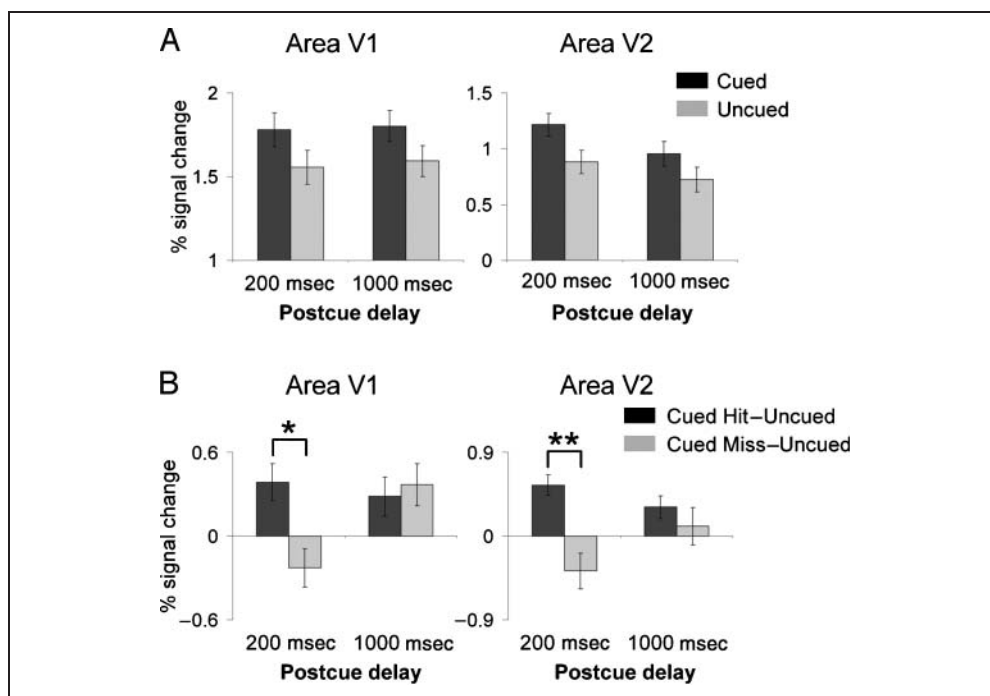 A
Area V1
Area V2
Cued
Uncued
% signal change
2
1.5
1
1.5
1
0.5
0
200 msec 1000 msec
200 msec 1000 msec
Postcue delay
Postcue delay
B
Area V1
Area V2
Cued Hit–Uncued
Cued Miss–Uncued
% signal change
*
**
0.6
0
–0.6
0.9
0
–0.9
200 msec 1000 msec
200 msec 1000 msec
Postcue delay
Postcue delay